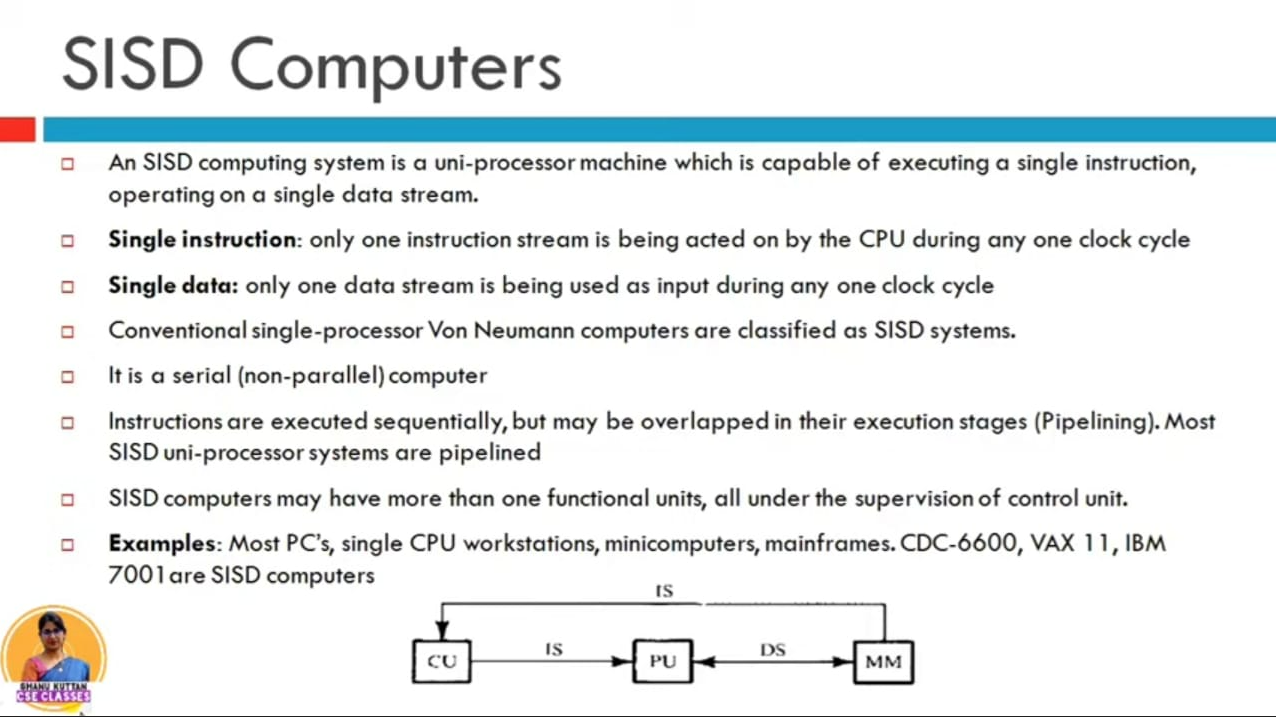 SISD Computers
An SISD computing system is a uni-processor machine which is capable of executing a single instruction,
operating on a single data stream.
Single instruction: only one instruction stream is being acted on by the CPU during any one clock cycle
Single data: only one data stream is being used as input during any one clock cycle
Conventional single-processor Von Neumann computers are classified as SISD systems.
It is a serial (non-parallel) computer
Instructions are executed sequentially, but may be overlapped in their execution stages (Pipelining). Most
SISD uni-processor systems are pipelined
SISD computers may have more than one functional units, all under the supervision of control unit.
Examples: Most PC's, single CPU workstations, minicomputers, mainframes. CDC-6600, VAX 11, IBM
7001 are SISD computers
IS
CU IS PU DS MM
SHANU KUTTAN
CSE CLASSES